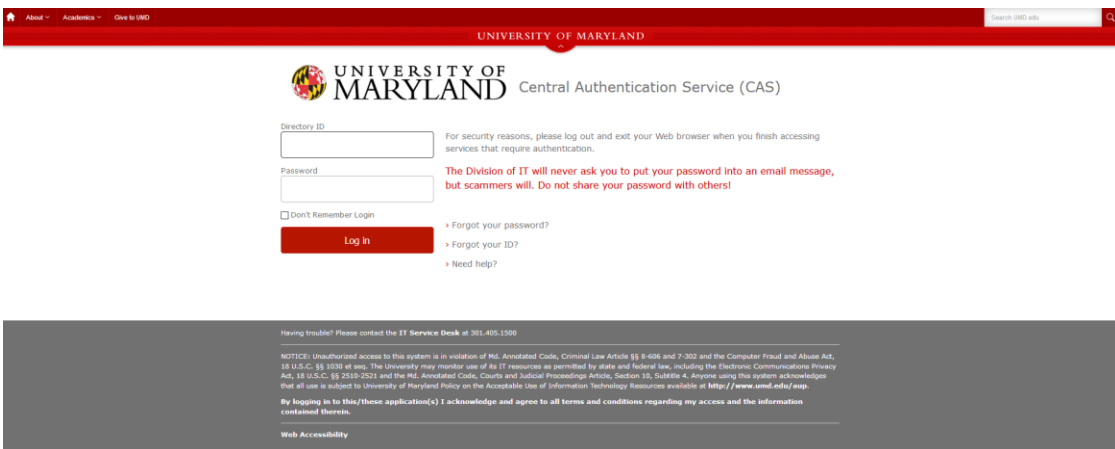 About Academics Give to UMD Search UMD.edu
UNIVERSITY OF MARYLAND
UNIVERSITY OF
MARYLAND Central Authentication Service (CAS)
Directory ID
For security reasons, please log out and exit your Web browser when you finish accessing
services that require authentication.
Password
The Division of IT will never ask you to put your password into an email message,
but scammers will. Do not share your password with others!
Don't Remember Login
Log in
› Forgot your password?
› Forgot your ID?
› Need help?
Having trouble? Please contact the IT Service Desk at 301.405.1500
NOTICE: Unauthorized access to this system is in violation of Md. Annotated Code, Criminal Law Article §§ 8-606 and 7-302 and the Computer Fraud and Abuse Act,
18 U.S.C. §§ 1030 et seq. The University may monitor use of its IT resources as permitted by state and federal law, including the Electronic Communications Privacy
Act, 18 U.S.C. §§ 2510-2521 and the Md. Annotated Code, Courts and Judicial Proceedings Article, Section 10, Subtitle 4. Anyone using this system acknowledges
that all use is subject to University of Maryland Policy on the Acceptable Use of Information Technology Resources available at http://www.umd.edu/aup.
By logging in to this/these application(s) I acknowledge and agree to all terms and conditions regarding my access and the information
contained therein.
Web Accessibility